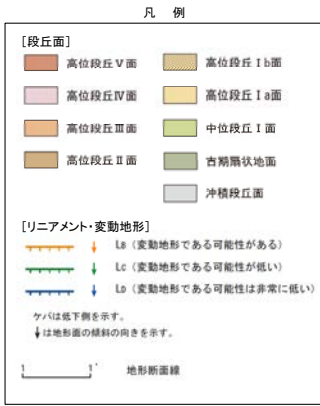 凡 例
[段丘面]
高位段丘Ⅴ面 高位段丘Ⅰb面
高位段丘Ⅳ面 高位段丘Ⅰa面
高位段丘Ⅲ面 中位段丘Ⅰ面
高位段丘Ⅱ面 古期扇状地面
沖積段丘面
[リニアメント・変動地形]
LB (変動地形である可能性がある)
LC (変動地形である可能性が低い)
LD (変動地形である可能性は非常に低い)
ケバは低下側を示す。
↓は地形面の傾斜の向きを示す。
1 1' 地形断面線